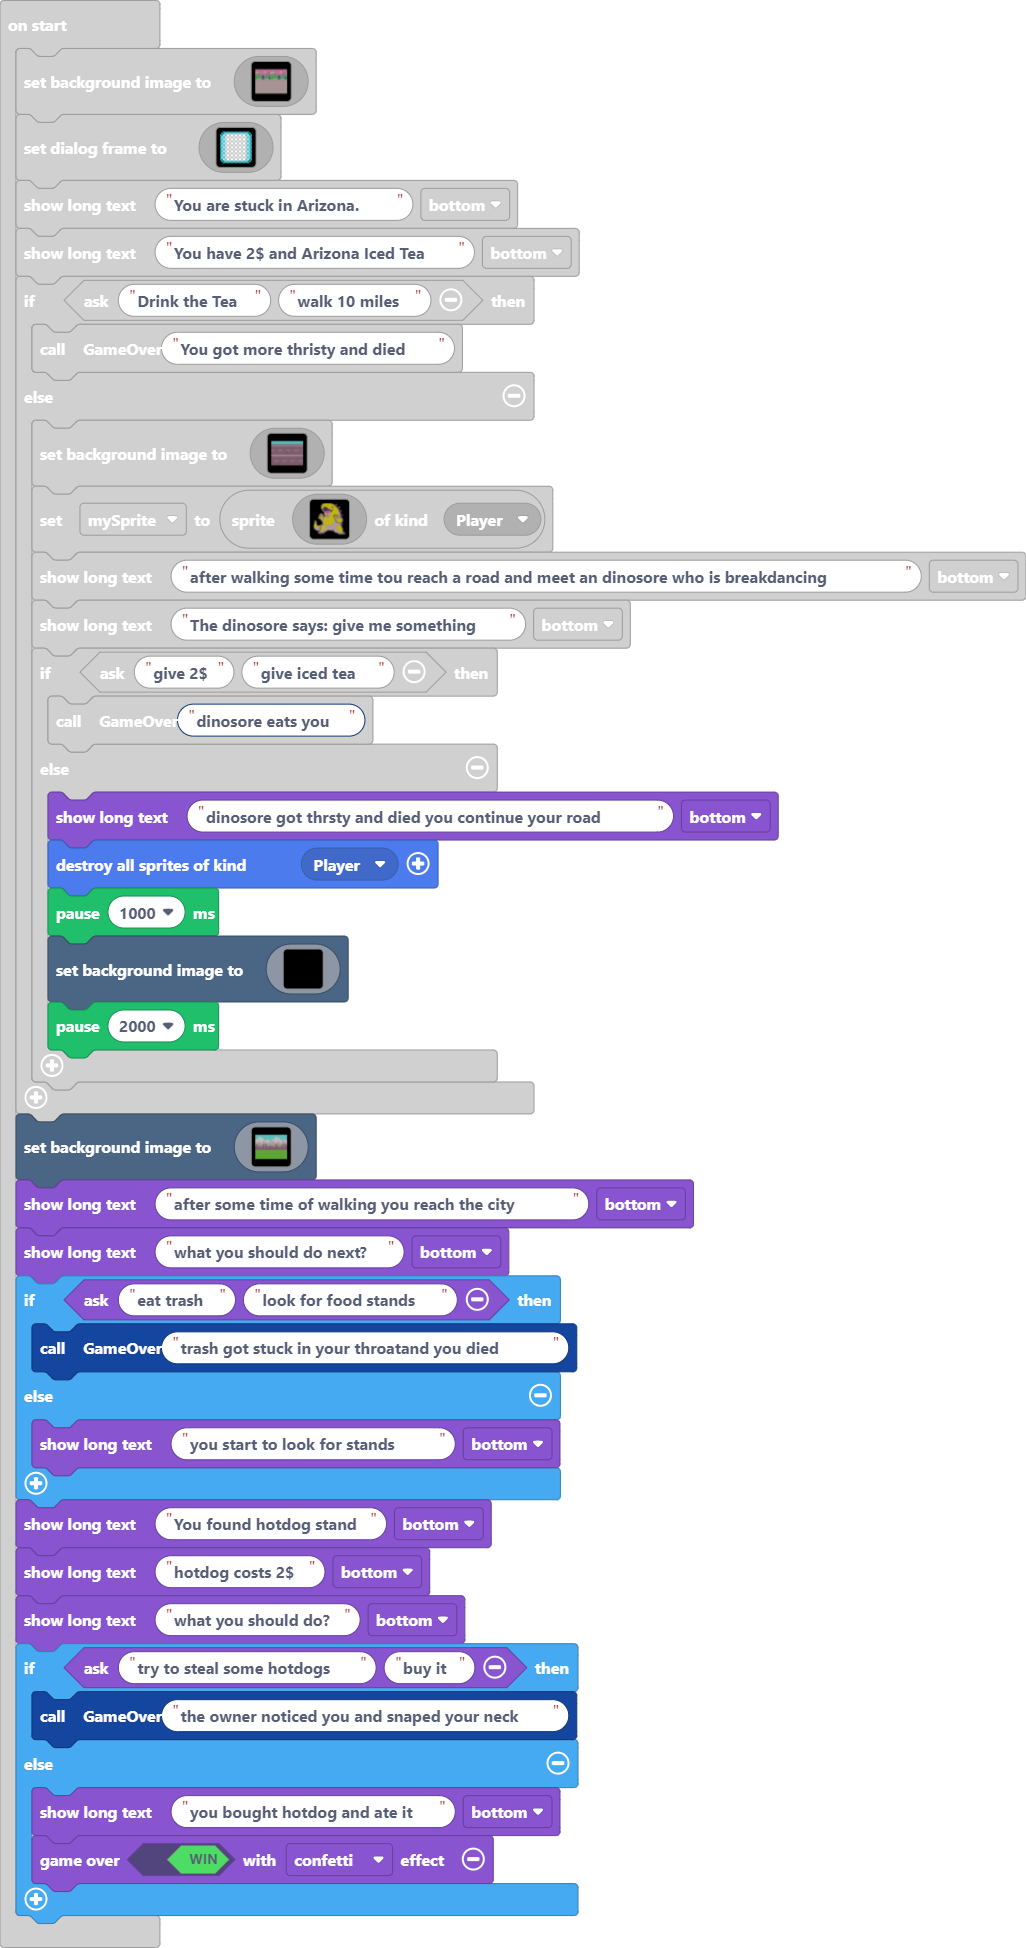 on start
set background image to
set dialog frame to
show long text "You are stuck in Arizona. " bottom
show long text "You have 2$ and Arizona Iced Tea " bottom
if ask "Drink the Tea " "walk 10 miles " then
call GameOver "You got more thristy and died "
else
set background image to
set mySprite to sprite of kind Player
show long text "after walking some time tou reach a road and meet an dinosore who is breakdancing " bottom
show long text "The dinosore says: give me something " bottom
if ask "give 2$ " "give iced tea " then
call GameOver "dinosore eats you "
else
show long text "dinosore got thrsty and died you continue your road " bottom
destroy all sprites of kind Player
pause 1000 ms
set background image to
pause 2000 ms
set background image to
show long text "after some time of walking you reach the city " bottom
show long text "what you should do next? " bottom
if ask "eat trash " "look for food stands " then
call GameOver "trash got stuck in your throatand you died "
else
show long text "you start to look for stands " bottom
show long text "You found hotdog stand " bottom
show long text "hotdog costs 2$ " bottom
show long text "what you should do? " bottom
if ask "try to steal some hotdogs " "buy it " then
call GameOver "the owner noticed you and snaped your neck "
else
show long text "you bought hotdog and ate it " bottom
game over WIN with confetti effect